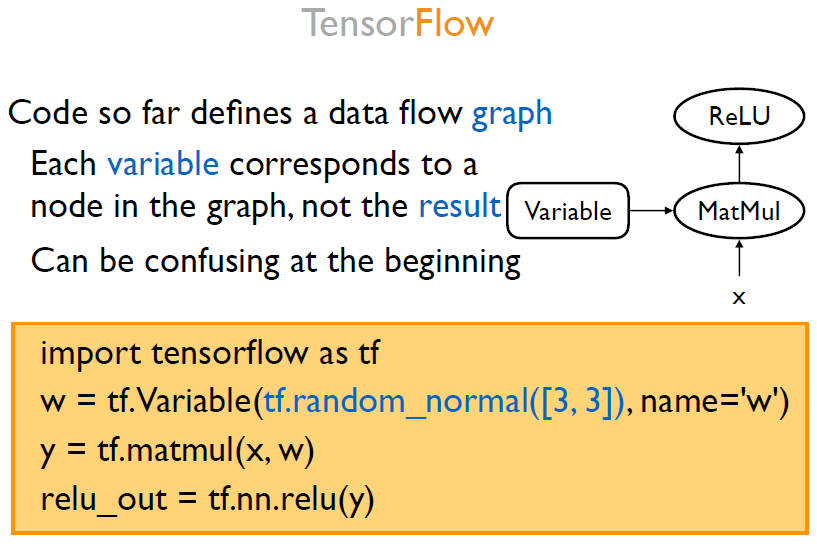 TensorFlow
Code so far defines a data flow graph
Each variable corresponds to a
node in the graph, not the result
Can be confusing at the beginning
ReLU
Variable
MatMul
x
import tensorflow as tf
w = tf.Variable(tf.random_normal([3, 3]), name='w')
y = tf.matmul(x, w)
relu_out = tf.nn.relu(y)